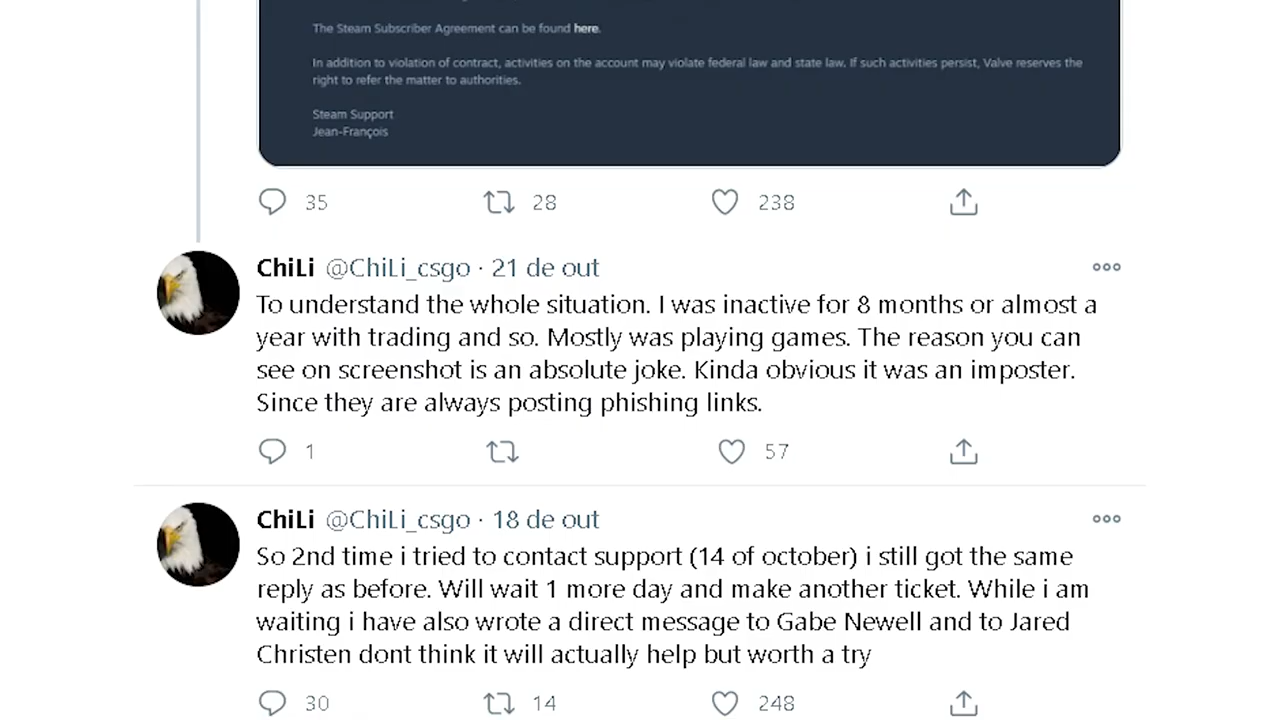 The Steam Subscriber Agreement can be found here.
In addition to violation of contract, activities on the account may violate federal law and state law. If such activities persist, Valve reserves the
right to refer the matter to authorities.
Steam Support
Jean-François
35 28 238
ChiLi @ChiLi_csgo · 21 de out
To understand the whole situation. I was inactive for 8 months or almost a
year with trading and so. Mostly was playing games. The reason you can
see on screenshot is an absolute joke. Kinda obvious it was an imposter.
Since they are always posting phishing links.
1 57
ChiLi @ChiLi_csgo · 18 de out
So 2nd time i tried to contact support (14 of october) i still got the same
reply as before. Will wait 1 more day and make another ticket. While i am
waiting i have also wrote a direct message to Gabe Newell and to Jared
Christen dont think it will actually help but worth a try
30 14 248